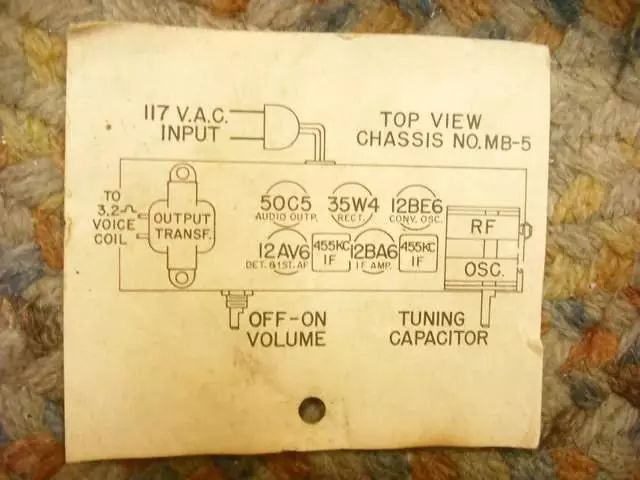 117 V.A.C.
INPUT
TOP VIEW
CHASSIS NO. MB-5
TO
3.2Ω
VOICE
COIL
OUTPUT
TRANSF.
50C5
AUDIO OUTP.
35W4
RECT.
12BE6
CONV. OSC.
RF
12AV6
DET. & 1ST. AF
455KC
IF
12BA6
IF AMP.
455KC
IF
OSC.
OFF-ON
VOLUME
TUNING
CAPACITOR